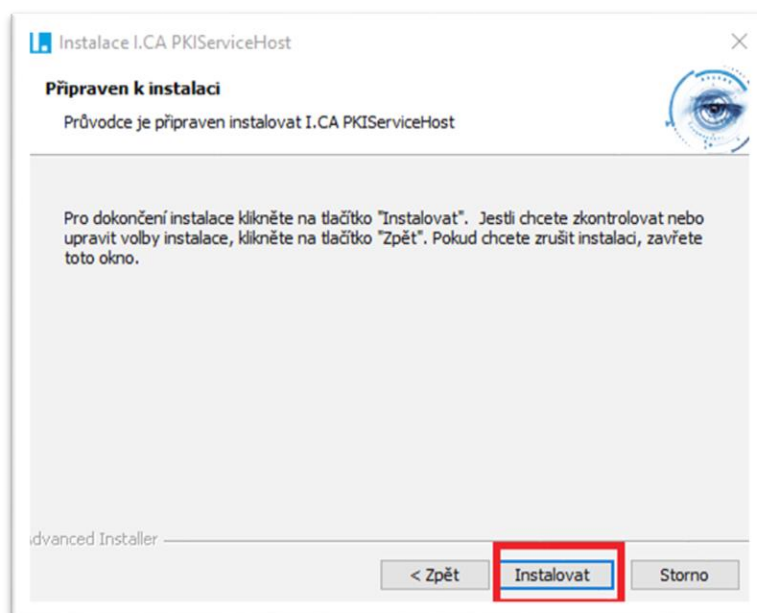 Instalace I.CA PKIServiceHost
Připraven k instalaci
Průvodce je připraven instalovat I.CA PKIServiceHost
Pro dokončení instalace klikněte na tlačítko "Instalovat". Jestli chcete zkontrolovat nebo
upravit volby instalace, klikněte na tlačítko "Zpět". Pokud chcete zrušit instalaci, zavřete
toto okno.
dvanced Installer
< Zpět Instalovat Storno